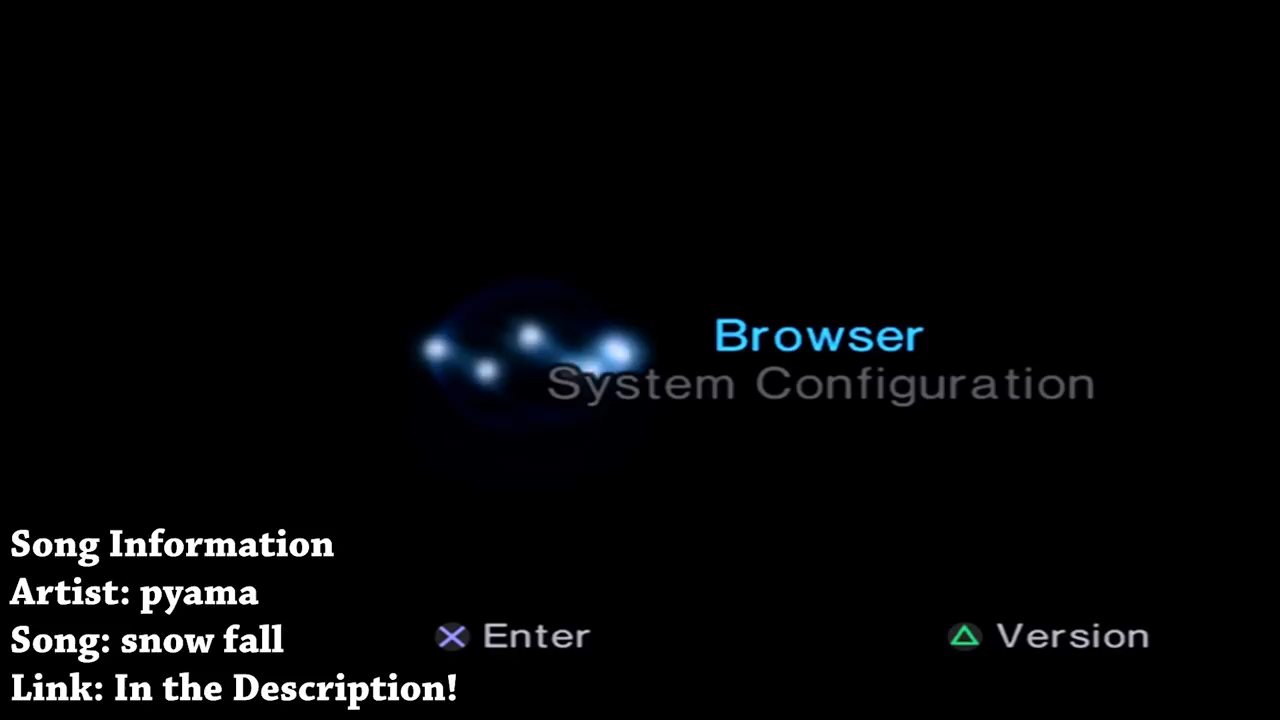 Browser
System Configuration
Song Information
Artist: pyama
Song: snow fall
Link: In the Description!
Enter
Version